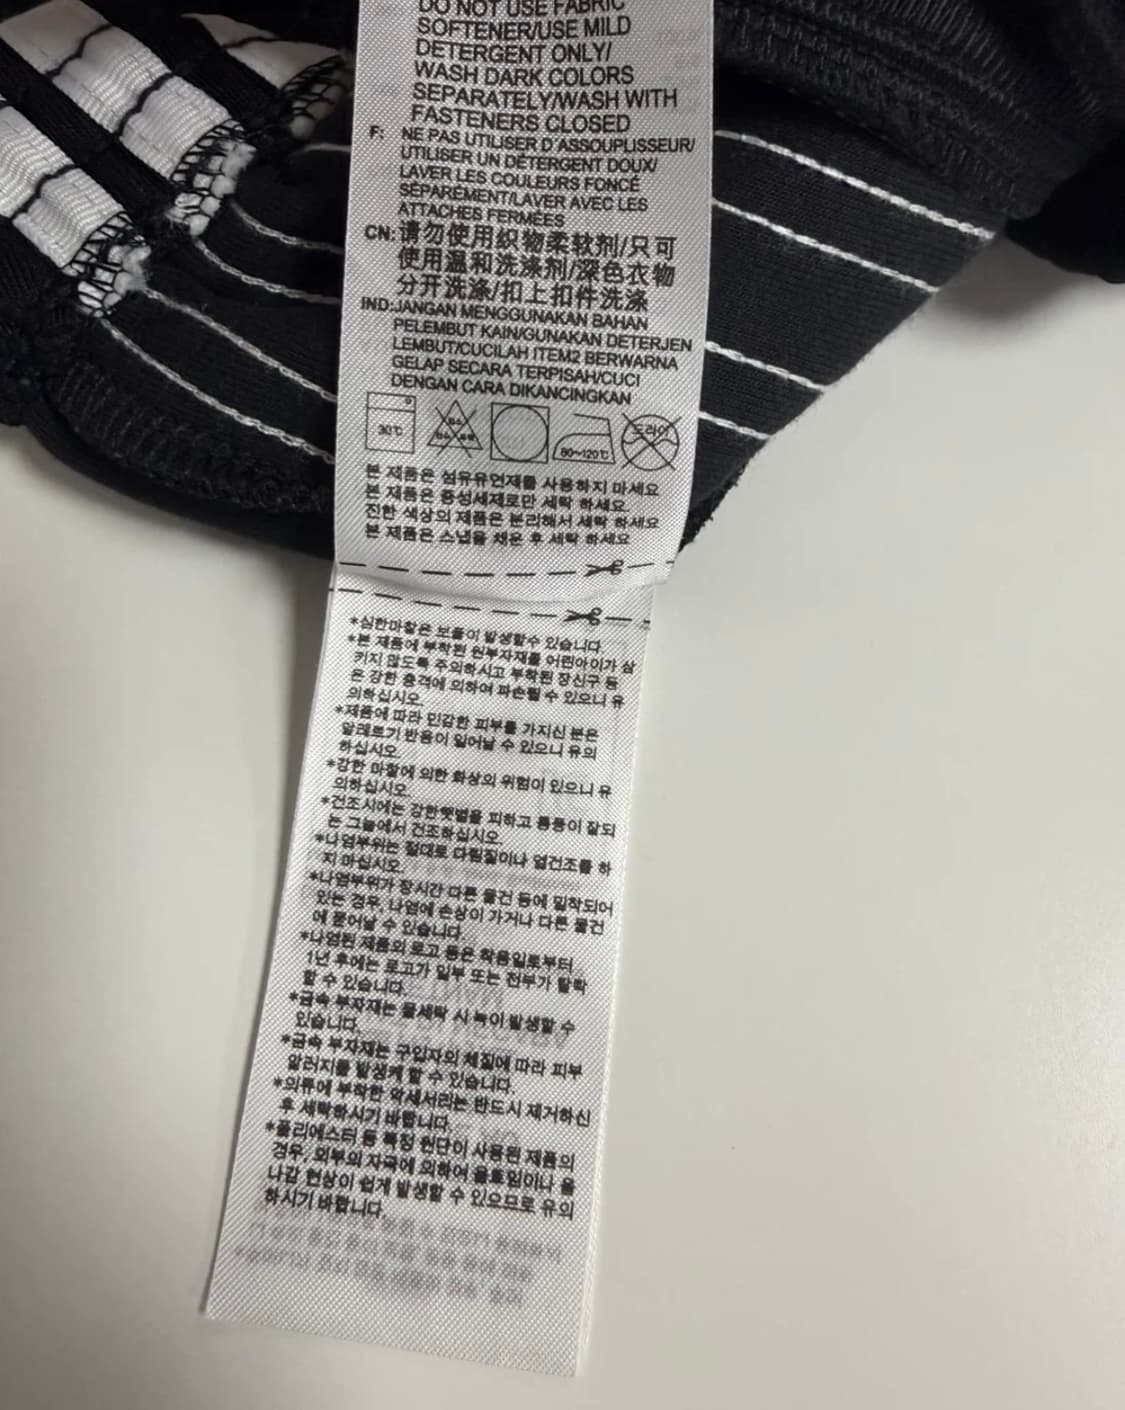 DO NOT USE FABRIC
SOFTENER/USE MILD
DETERGENT ONLY/
WASH DARK COLORS
SEPARATELY/WASH WITH
FASTENERS CLOSED
F: NE PAS UTILISER D'ASSOUPLISSEUR/
UTILISER UN DÉTERGENT DOUX/
LAVER LES COULEURS FONCÉ
SÉPARÉMENT/LAVER AVEC LES
ATTACHES FERMÉES
CN: 请勿使用织物柔软剂/只可
使用温和洗涤剂/深色衣物
分开洗涤/扣上扣件洗涤
IND: JANGAN MENGGUNAKAN BAHAN
PELEMBUT KAIN/GUNAKAN DETERJEN
LEMBUT/CUCILAH ITEM2 BERWARNA
GELAP SECARA TERPISAH/CUCI
DENGAN CARA DIKANCINGKAN
30℃ 80~120℃ 드라이
본 제품은 섬유유연제를 사용하지 마세요
본 제품은 중성세제로만 세탁 하세요.
진한 색상의 제품은 분리해서 세탁 하세요
본 제품은 스냅을 채운 후 세탁 하세요
*심한마찰은 보풀이 발생할수 있습니다.
*본 제품에 부착된 원부자재를 어린아이가 삼
키지 않도록 주의하시고 부착된 장신구 등
은 강한 충격에 의하여 파손될 수 있으니 유
의하십시오.
*제품에 따라 민감한 피부를 가지신 분은
알레르기 반응이 일어날 수 있으니 유의
하십시오.
*강한 마찰에 의한 화상의 위험이 있으니 유
의하십시오.
*건조시에는 강한햇볕을 피하고 통풍이 잘되
는 그늘에서 건조하십시오.
*나염부위는 절대로 다림질이나 열건조를 하
지 마십시오.
*나염부위가 장시간 다른 물건 등에 밀착되어
있는 경우, 나염에 손상이 가거나 다른 물건
에 묻어날 수 있습니다.
*나염된 제품의 로고 등은 착용일로부터
1년 후에는 로고가 일부 또는 전부가 탈락
할 수 있습니다.
*금속 부자재는 물세탁 시 녹이 발생할 수
있습니다.
*금속 부자재는 구입자의 체질에 따라 피부
알러지를 발생케 할 수 있습니다.
*의류에 부착한 악세서리는 반드시 제거하신
후 세탁하시기 바랍니다.
*폴리에스터 등 특정 원단이 사용된 제품의
경우, 외부의 자극에 의하여 올트임이나 올
나감 현상이 쉽게 발생할 수 있으므로 유의
하시기 바랍니다.